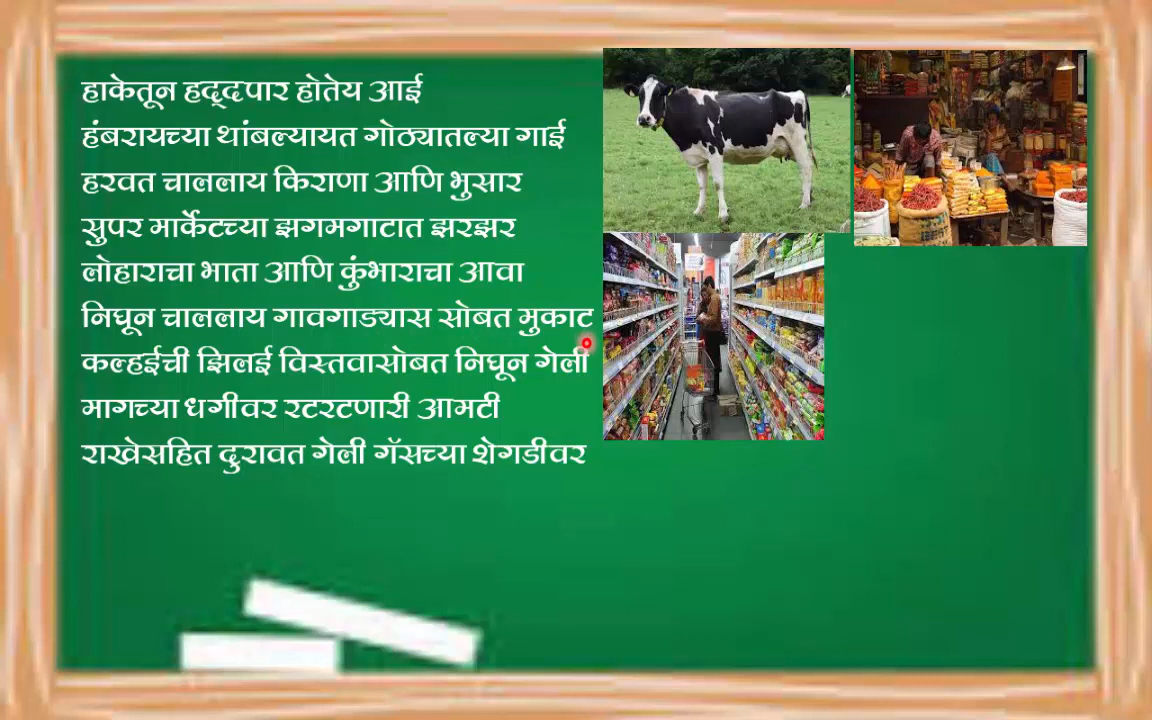 हाकेतून हद्दपार होतेय आई
हंबरायच्या थांबल्यायत गोठ्यातल्या गाई
हरवत चाललाय किराणा आणि भुसार
सुपर मार्केटच्या झगमगाटात झरझर
लोहाराचा भाता आणि कुंभाराचा आवा
निघून चाललाय गावगाड्यास सोबत मुकाट
कल्हईची झिलई विस्तवासोबत निघून गेली
मागच्या धगीवर रटरटणारी आमटी
राखेसहित दुरावत गेली गॅसच्या शेगडीवर